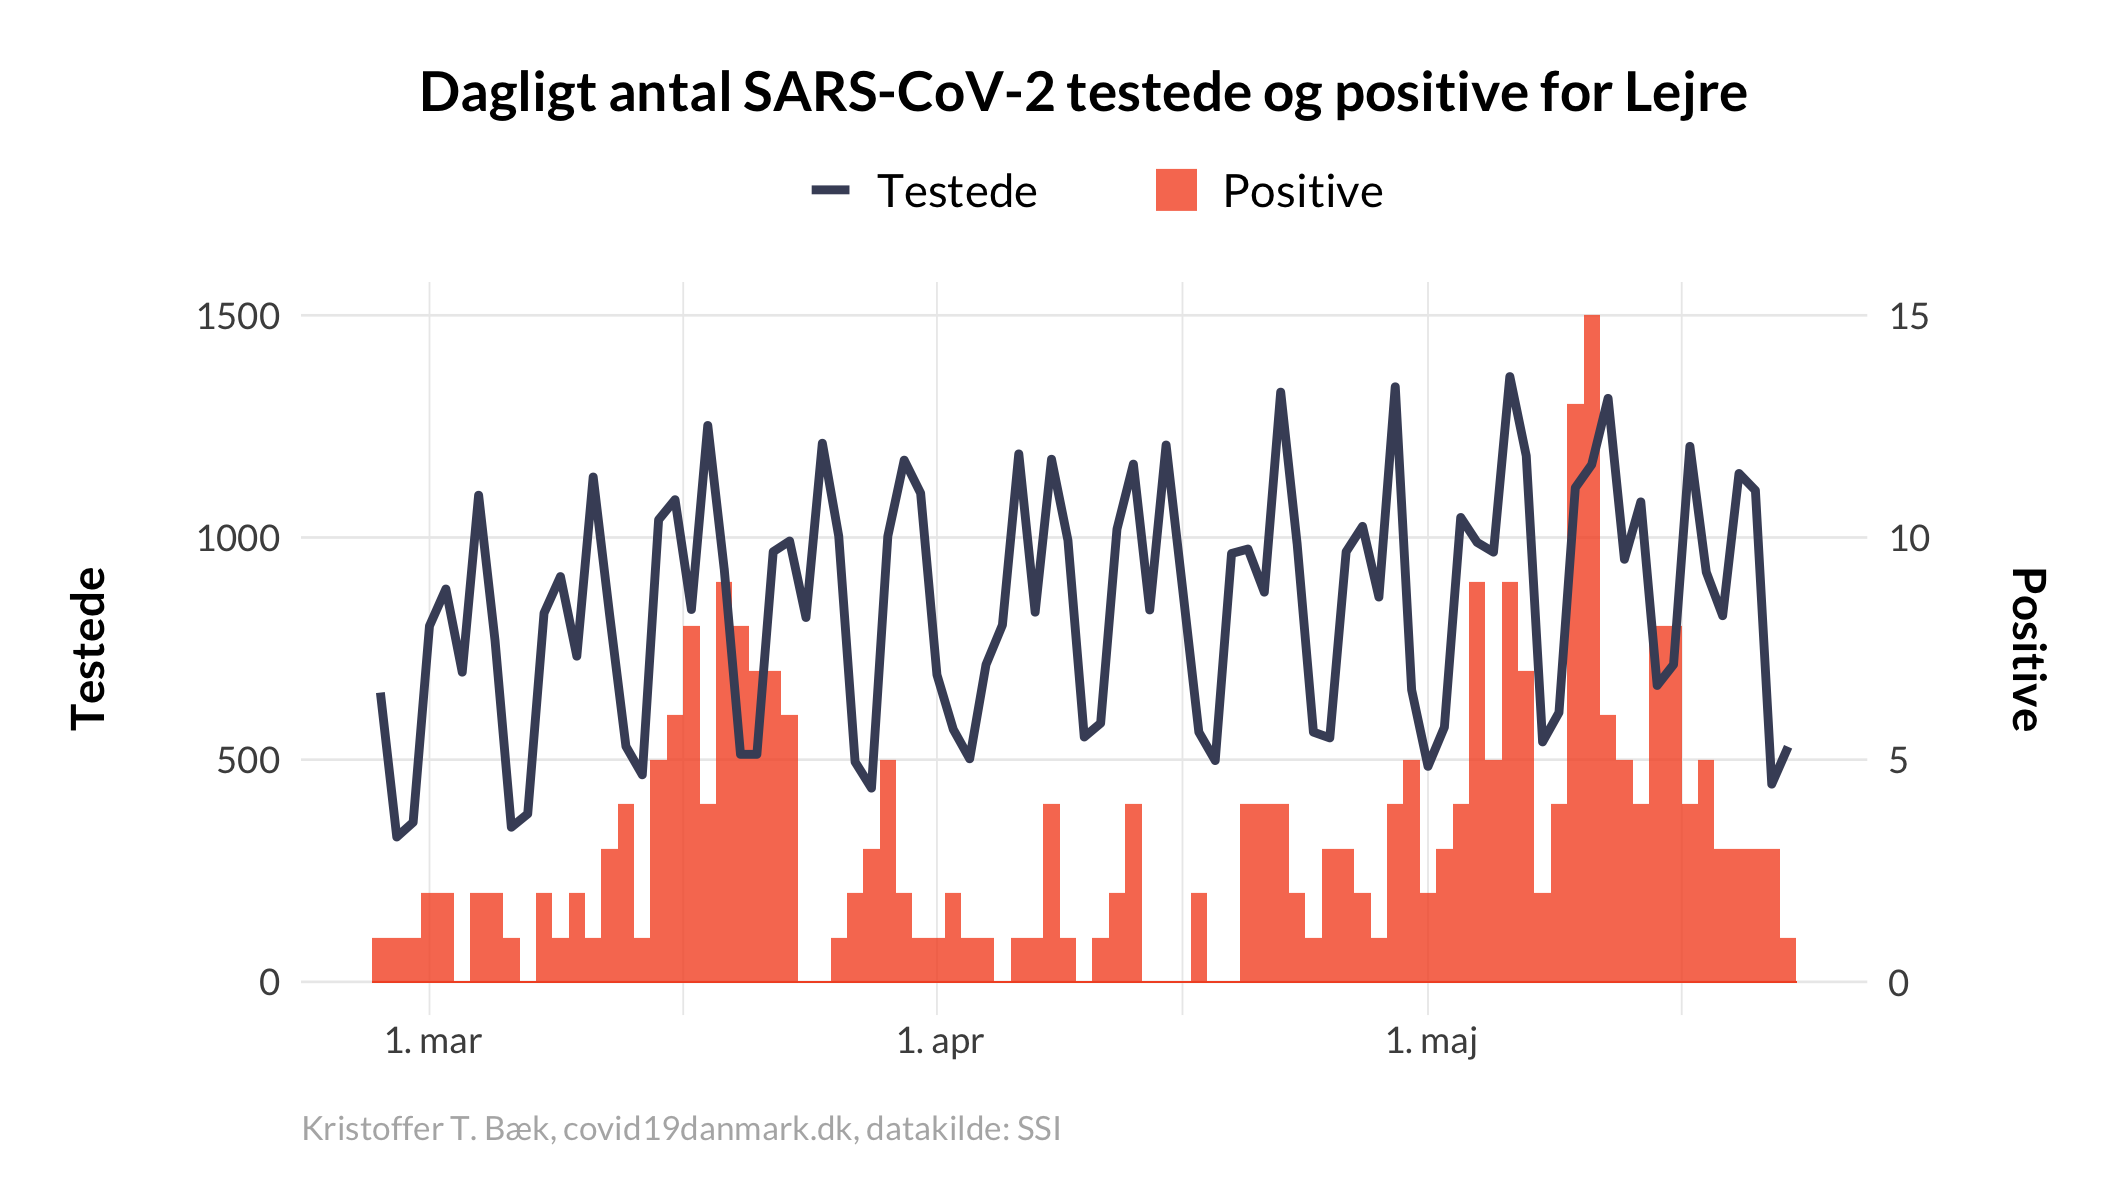 Dagligt antal SARS-CoV-2 testede og positive for Lejre
Testede Positive
1500 15
1000 10
500 5
0 0
Testede
Positive
1. mar 1. apr 1. maj
Kristoffer T. Bæk, covid19danmark.dk, datakilde: SSI